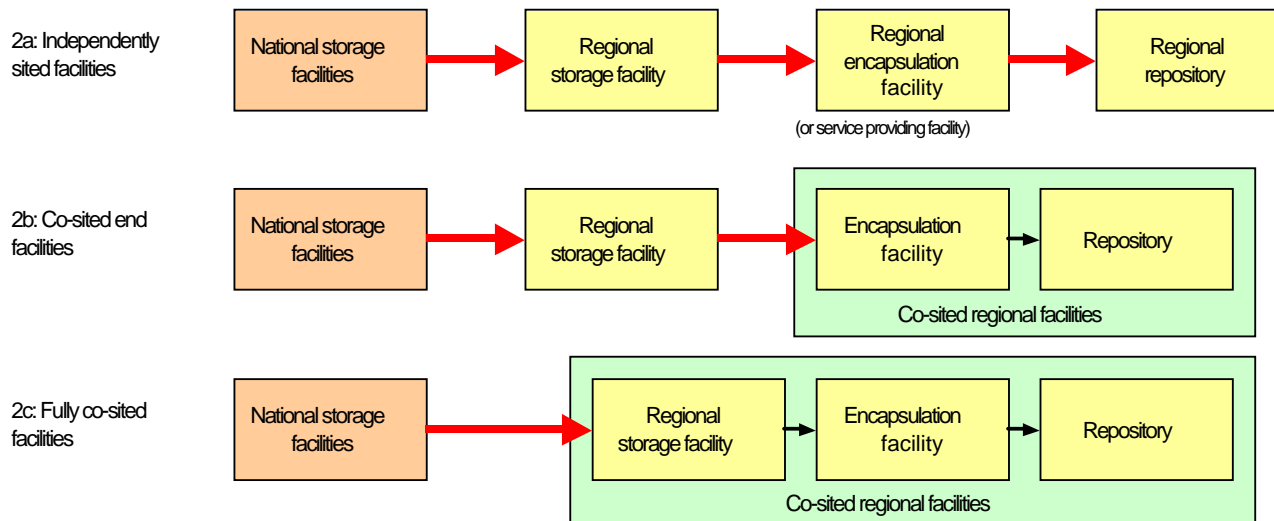 2a: Independently
sited facilities
National storage
facilities
Regional
storage facility
Regional
encapsulation
facility
(or service providing facility)
Regional
repository
2b: Co-sited end
facilities
National storage
facilities
Regional
storage facility
Encapsulation
facility
Repository
Co-sited regional facilities
2c: Fully co-sited
facilities
National storage
facilities
Regional
storage facility
Encapsulation
facility
Repository
Co-sited regional facilities